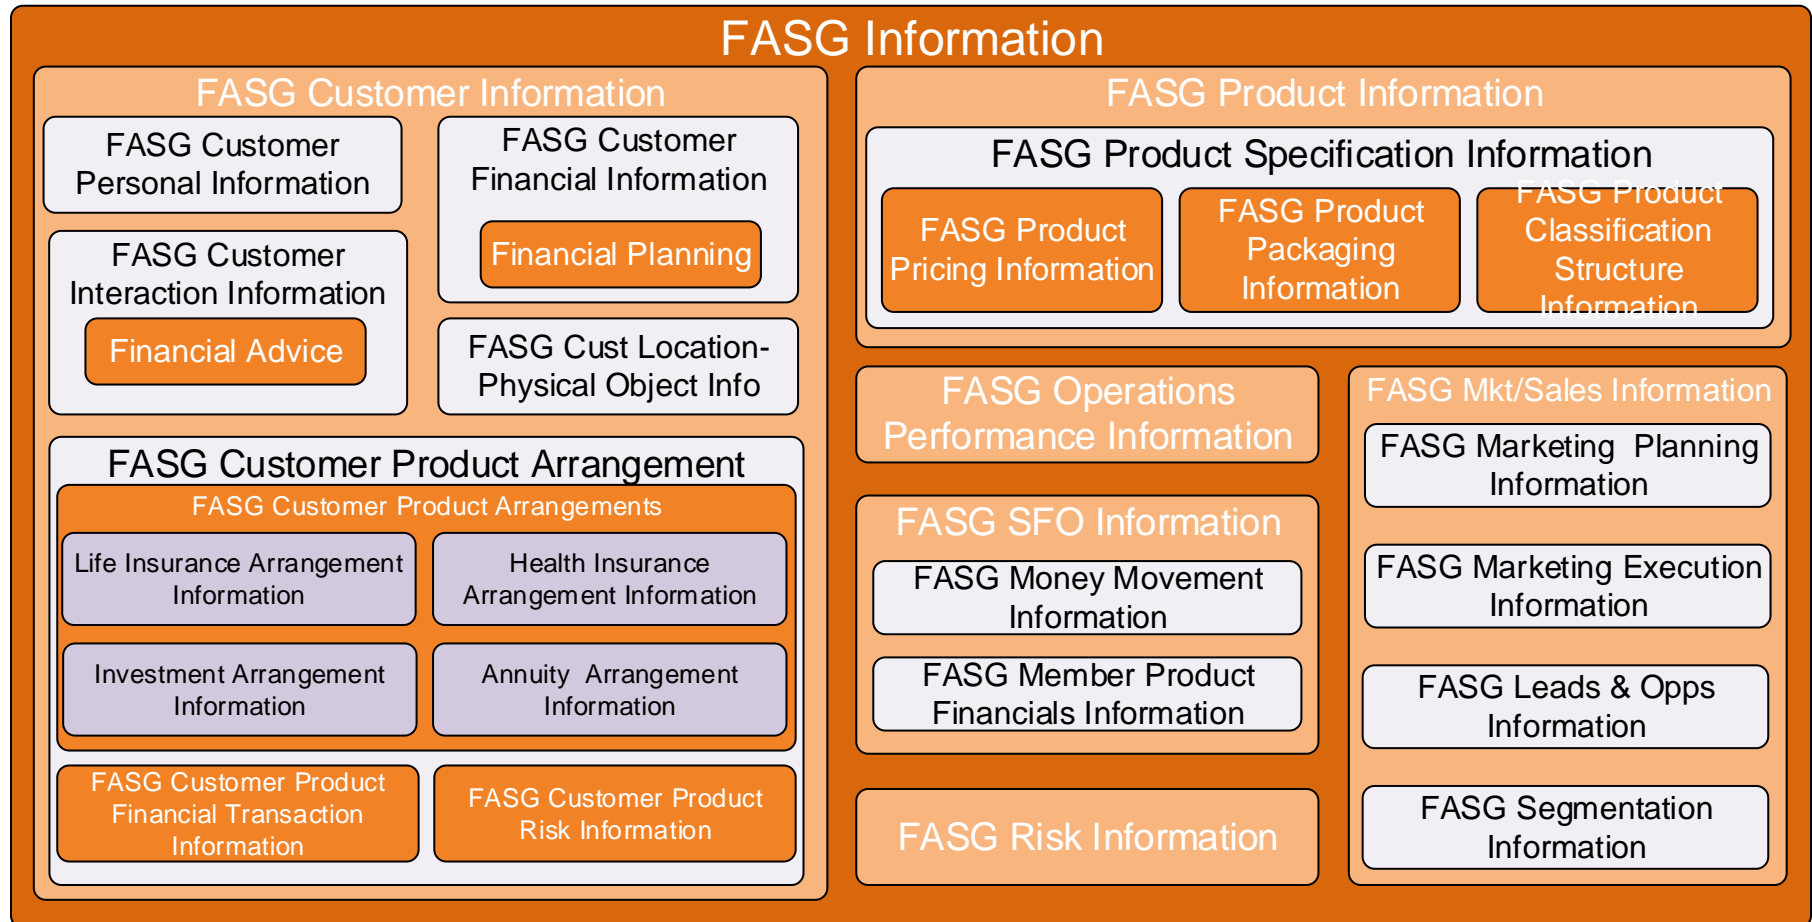 FASG Information
FASG Customer Information
FASG Customer
Personal Information
FASG Customer
Financial Information
Financial Planning
FASG Customer
Interaction Information
Financial Advice
FASG Cust Location-
Physical Object Info
FASG Customer Product Arrangement
FASG Customer Product Arrangements
Life Insurance Arrangement
Information
Health Insurance
Arrangement Information
Investment Arrangement
Information
Annuity Arrangement
Information
FASG Customer Product
Financial Transaction
Information
FASG Customer Product
Risk Information
FASG Product Information
FASG Product Specification Information
FASG Product
Pricing Information
FASG Product
Packaging
Information
FASG Product
Classification
Structure
Information
FASG Operations
Performance Information
FASG SFO Information
FASG Money Movement
Information
FASG Member Product
Financials Information
FASG Risk Information
FASG Mkt/Sales Information
FASG Marketing Planning
Information
FASG Marketing Execution
Information
FASG Leads & Opps
Information
FASG Segmentation
Information